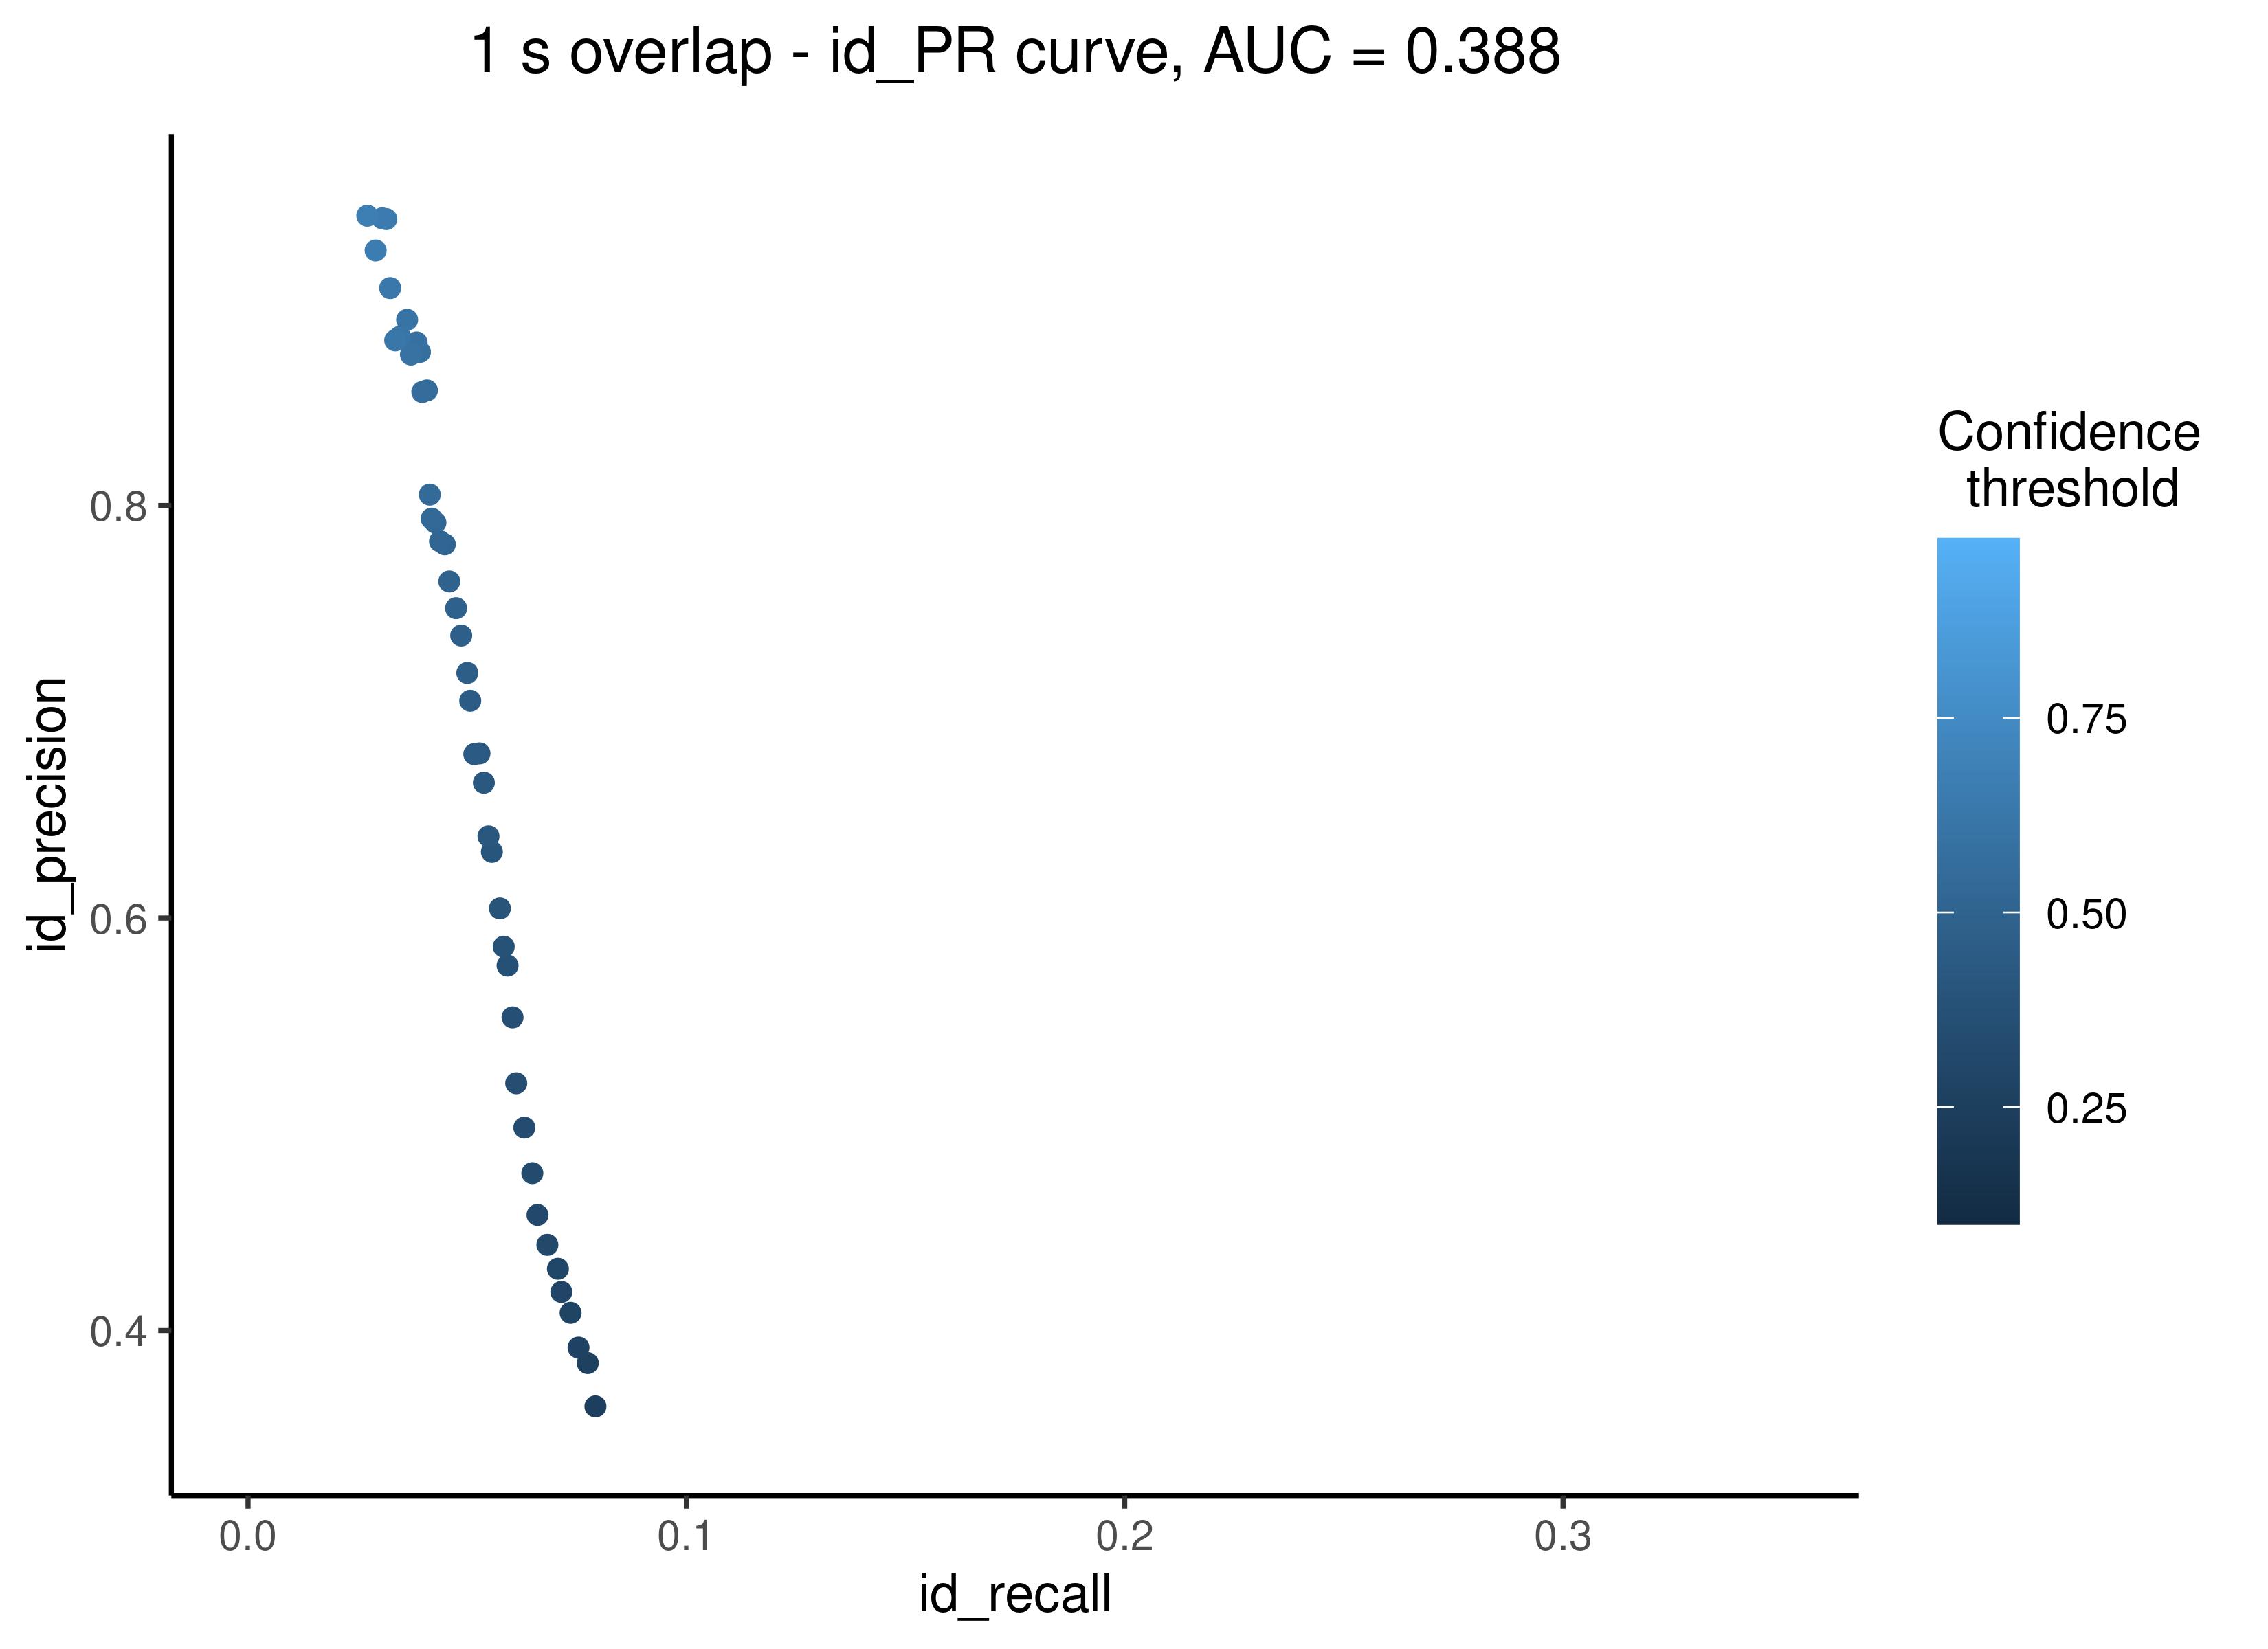 1 s overlap - id_PR curve, AUC = 0.388
id_precision
0.8
0.6
0.4
0.0
0.1
0.2
0.3
id_recall
Confidence
threshold
0.75
0.50
0.25